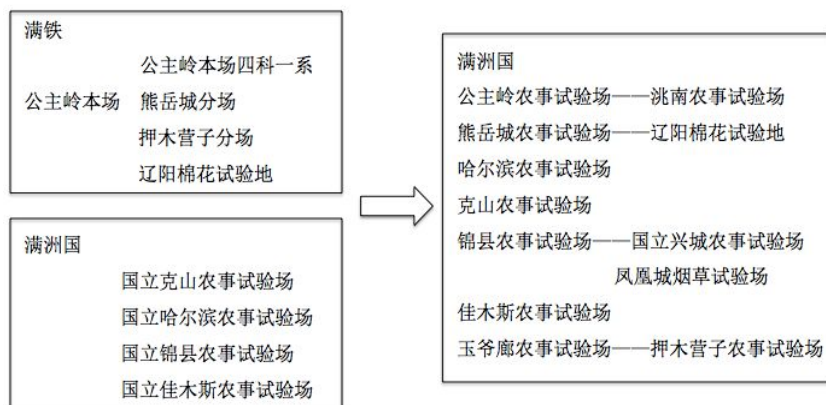 满铁
公主岭本场四科一系
公主岭本场 熊岳城分场
押木营子分场
辽阳棉花试验地
满洲国
国立克山农事试验场
国立哈尔滨农事试验场
国立锦县农事试验场
国立佳木斯农事试验场
满洲国
公主岭农事试验场——洮南农事试验场
熊岳城农事试验场——辽阳棉花试验地
哈尔滨农事试验场
克山农事试验场
锦县农事试验场——国立兴城农事试验场
凤凰城烟草试验场
佳木斯农事试验场
玉爷廊农事试验场——押木营子农事试验场